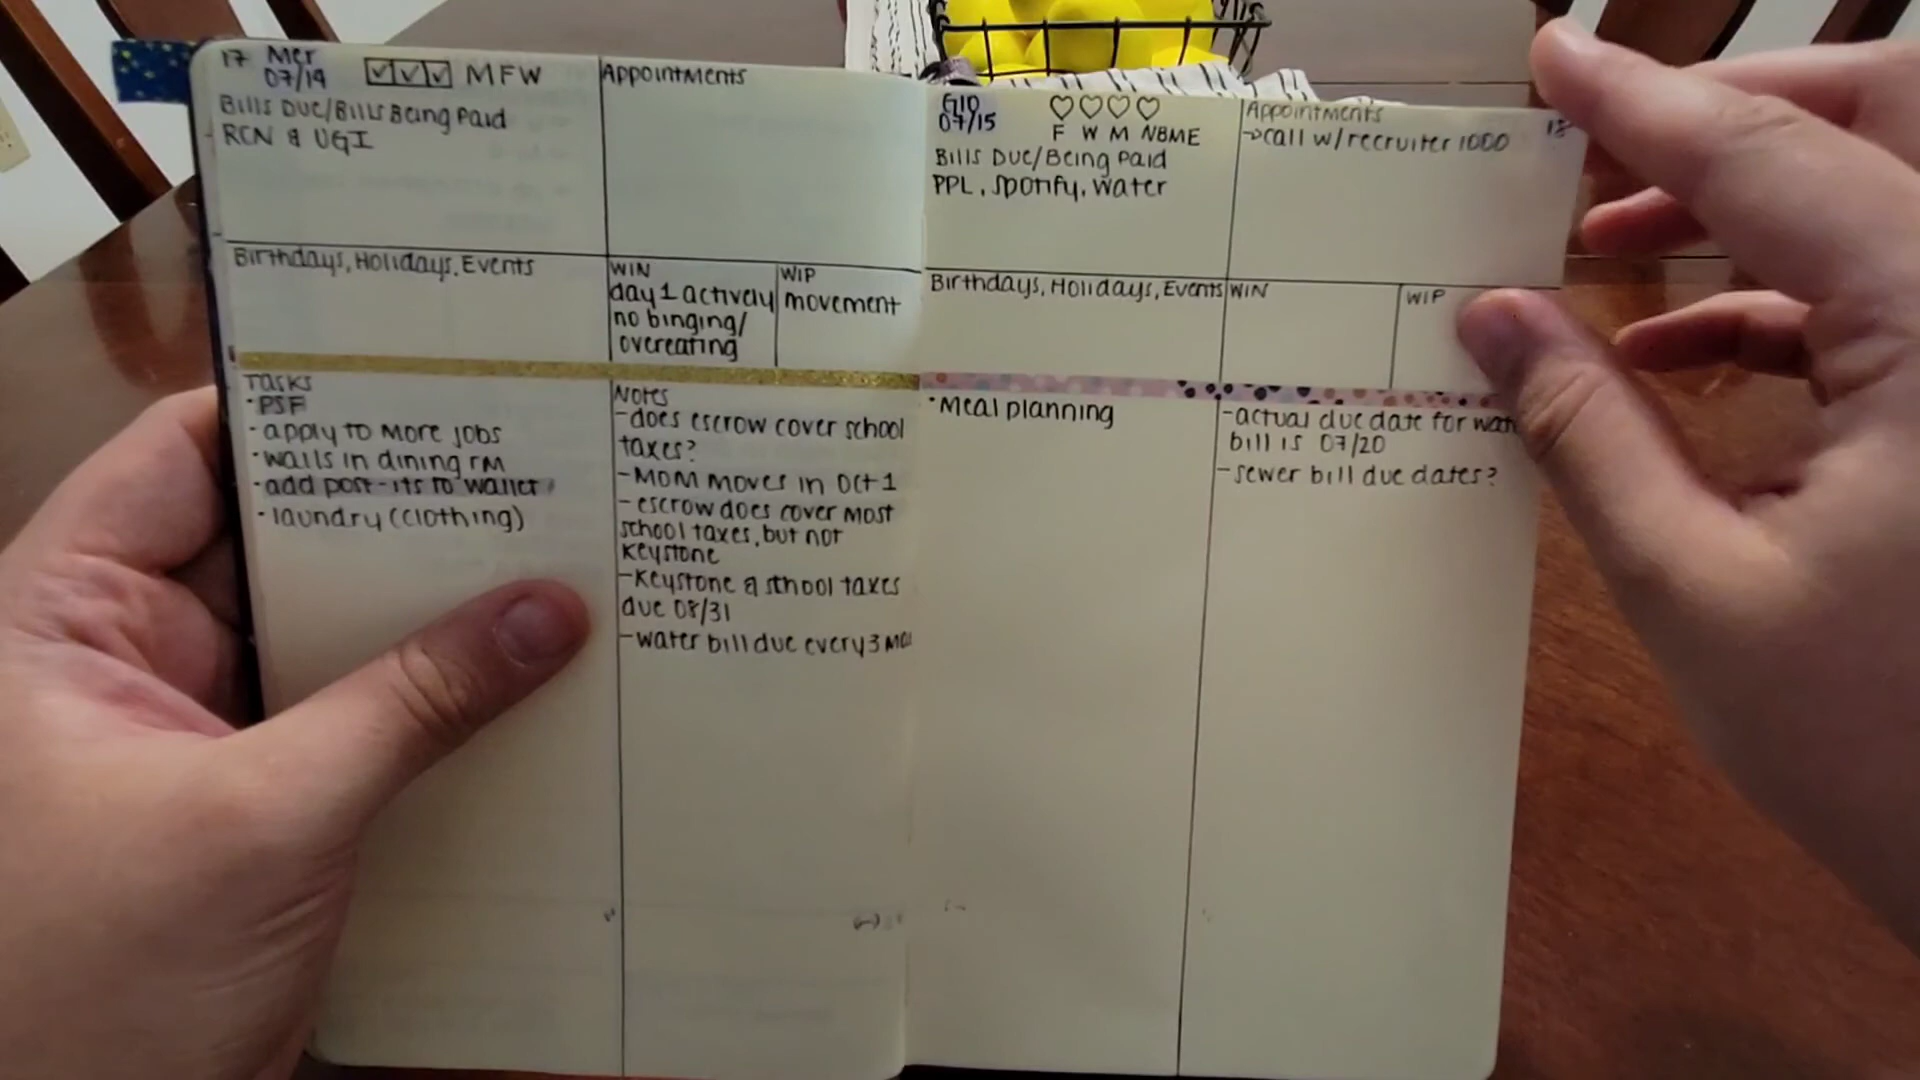 17 Mer
07/14
MFW
Bills Due/Bills Being Paid
RCN & UGI
Appointments
Birthdays, Holidays, Events
WIN
day 1 actively
no binging/
overeating
WIP
movement
Tasks
·PSF
·apply to more jobs
·walls in dining rm
·add post-its to wallet
·laundry (clothing)
Notes
-does escrow cover school
taxes?
-Mom moves in Oct 1
-escrow does cover most
school taxes, but not
Keystone
-Keystone & school taxes
due 08/31
-water bill due every 3 mo
GIO
07/15
F W M NBME
Bills Due/Being Paid
PPL, Spotify, Water
Appointments
18
→call w/recruiter 1000
Birthdays, Holidays, Events
WIN
WIP
·Meal planning
-actual due date for
bill is 07/20
-sewer bill due dates?